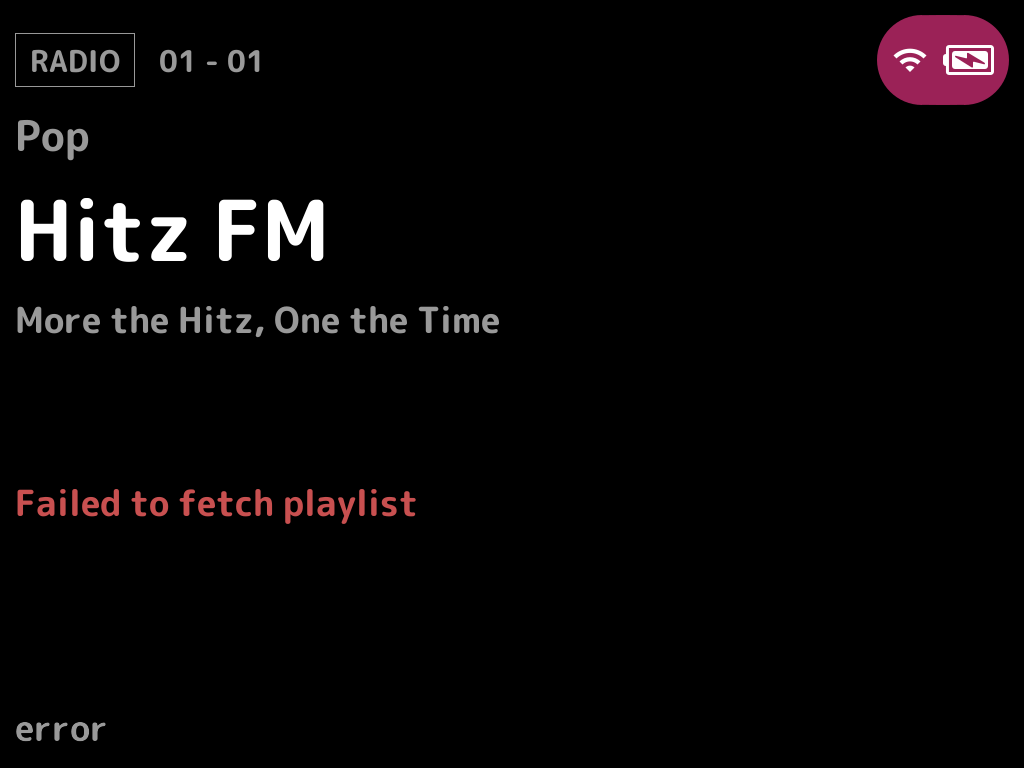 RADIO 01 - 01
Pop
Hitz FM
More the Hitz, One the Time
Failed to fetch playlist
error